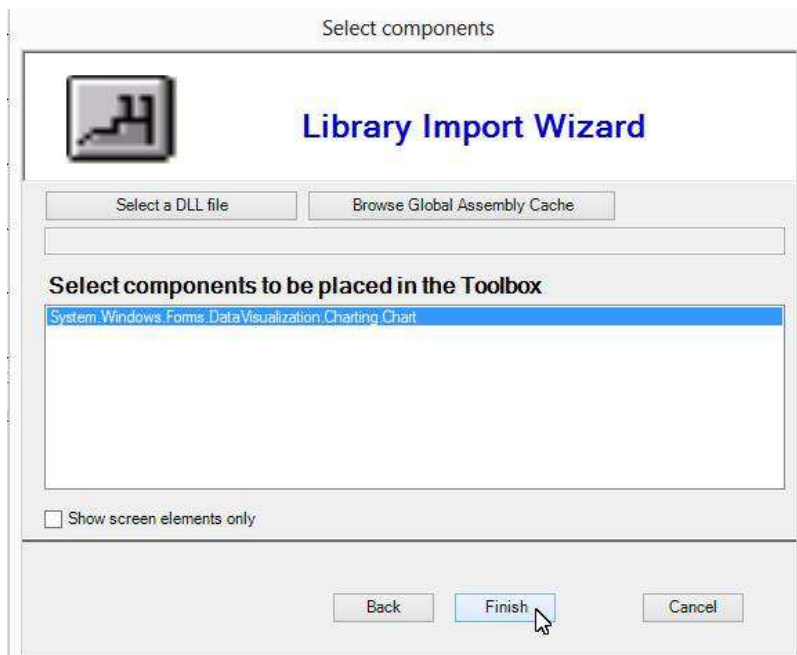 Select components
Library Import Wizard
Select a DLL file
Browse Global Assembly Cache
Select components to be placed in the Toolbox
System.Windows.Forms.DataVisualization.Charting.Chart
Show screen elements only
Back
Finish
Cancel